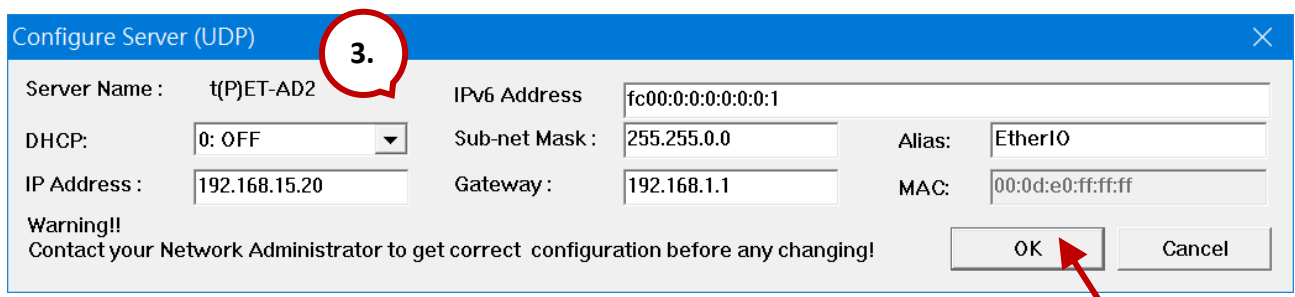 Configure Server (UDP)
3.
Server Name : t(P)ET-AD2 IPv6 Address fc00:0:0:0:0:0:0:1
DHCP: 0: OFF Sub-net Mask : 255.255.0.0 Alias: EtherIO
IP Address : 192.168.15.20 Gateway : 192.168.1.1 MAC: 00:0d:e0:ff:ff:ff
Warning!!
Contact your Network Administrator to get correct configuration before any changing!
OK Cancel